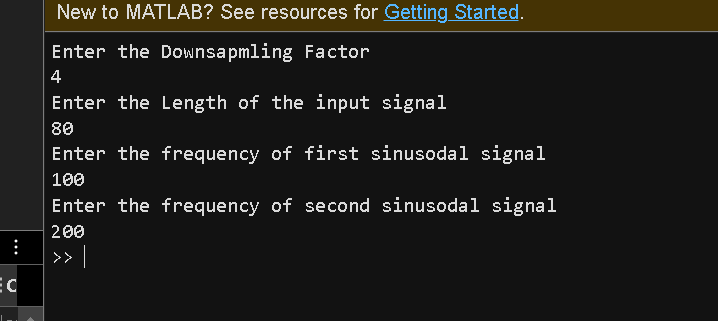 New to MATLAB? See resources for Getting Started.
Enter the Downsapmling Factor
4
Enter the Length of the input signal
80
Enter the frequency of first sinusodal signal
100
Enter the frequency of second sinusodal signal
200
>>